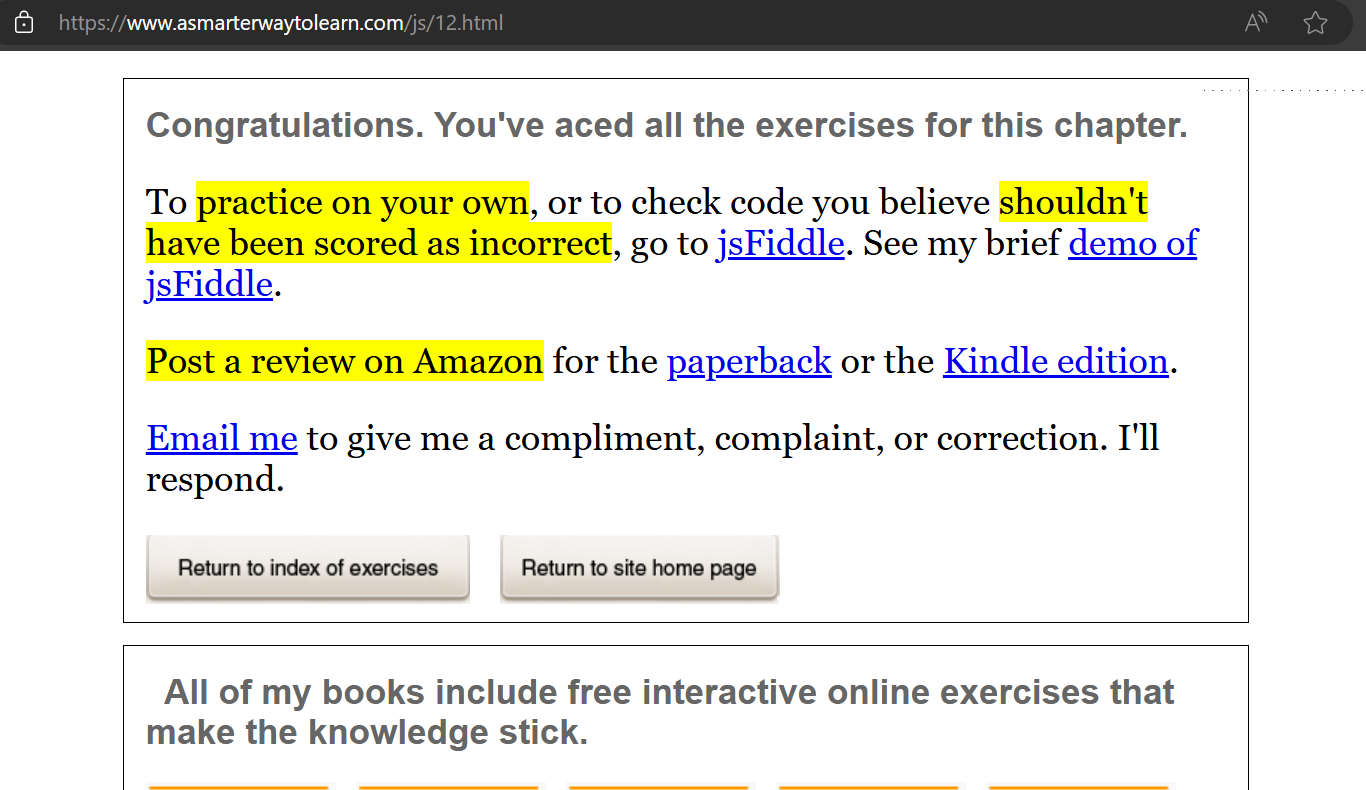 https://www.asmarterwaytolearn.com/js/12.html
Congratulations. You've aced all the exercises for this chapter.
To practice on your own, or to check code you believe shouldn't
have been scored as incorrect, go to jsFiddle. See my brief demo of
jsFiddle.
Post a review on Amazon for the paperback or the Kindle edition.
Email me to give me a compliment, complaint, or correction. I'll
respond.
Return to index of exercises
Return to site home page
All of my books include free interactive online exercises that
make the knowledge stick.